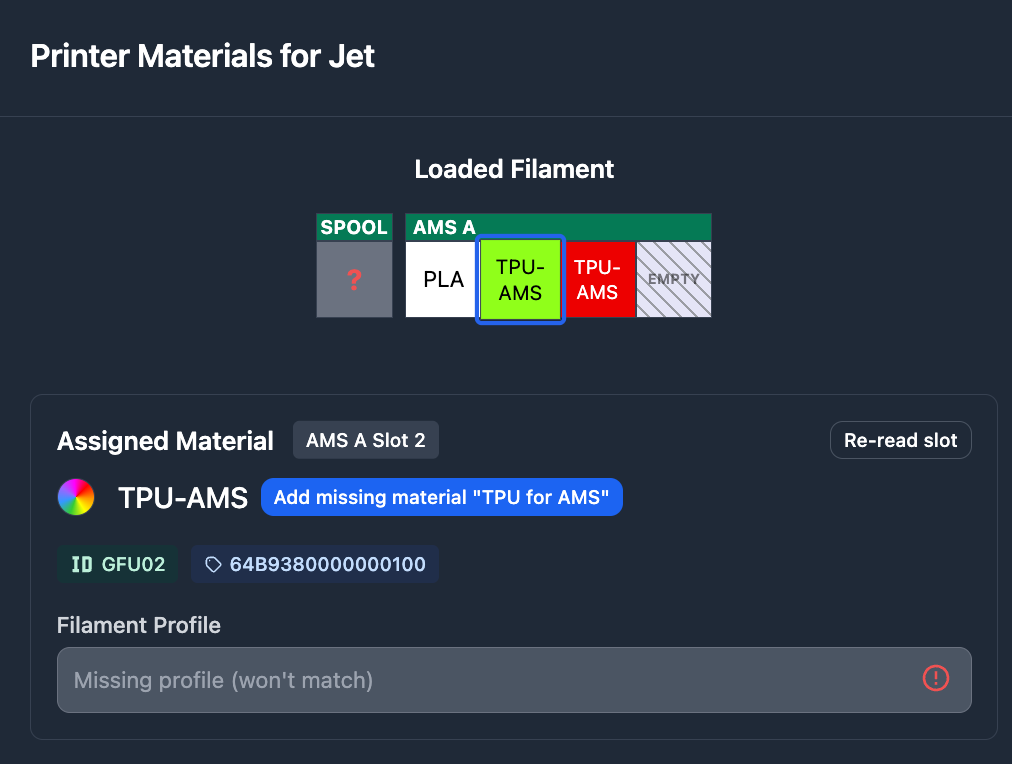 Printer Materials for Jet
Loaded Filament
SPOOL
AMS A
?
PLA
TPU-
AMS
TPU-
AMS
EMPTY
Assigned Material
AMS A Slot 2
Re-read slot
TPU-AMS
Add missing material "TPU for AMS"
ID GFU02
64B9380000000100
Filament Profile
Missing profile (won't match)